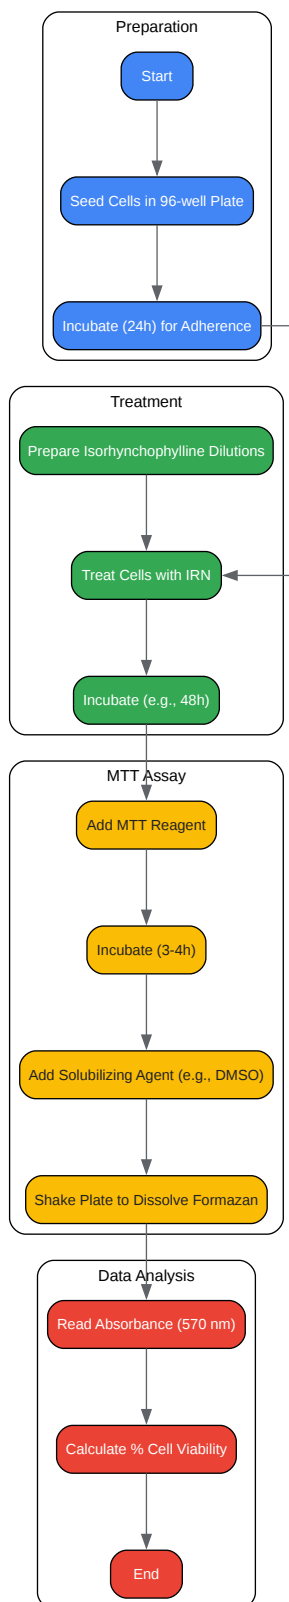 Preparation
Start
Seed Cells in 96-well Plate
Incubate (24h) for Adherence
Treatment
Prepare Isorhynchophylline Dilutions
Treat Cells with IRN
Incubate (e.g., 48h)
MTT Assay
Add MTT Reagent
Incubate (3-4h)
Add Solubilizing Agent (e.g., DMSO)
Shake Plate to Dissolve Formazan
Data Analysis
Read Absorbance (570 nm)
Calculate % Cell Viability
End